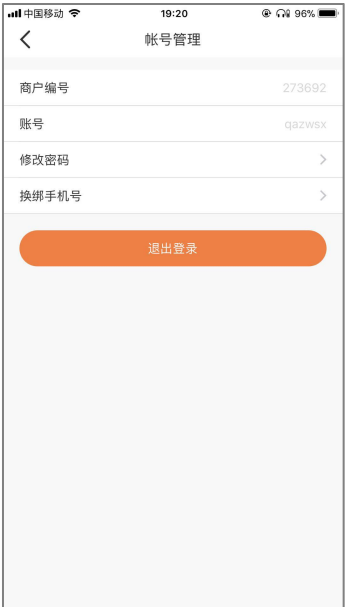 中国移动 19:20 96%
帐号管理
商户编号 273692
账号 qazwsx
修改密码
换绑手机号
退出登录